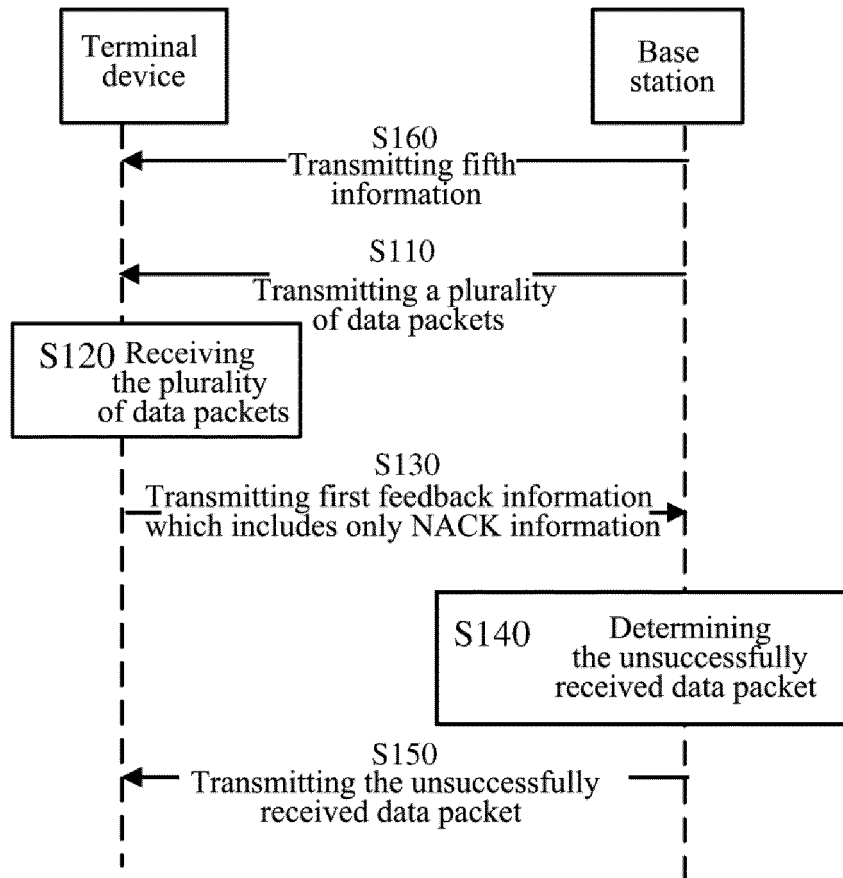 Terminal
device
Base
station
S160
Transmitting fifth
information
S110
Transmitting a plurality
of data packets
S120 Receiving
the plurality
of data packets
S130
Transmitting first feedback information
which includes only NACK information
S140 Determining
the unsuccessfully
received data packet
S150
Transmitting the unsuccessfully
received data packet